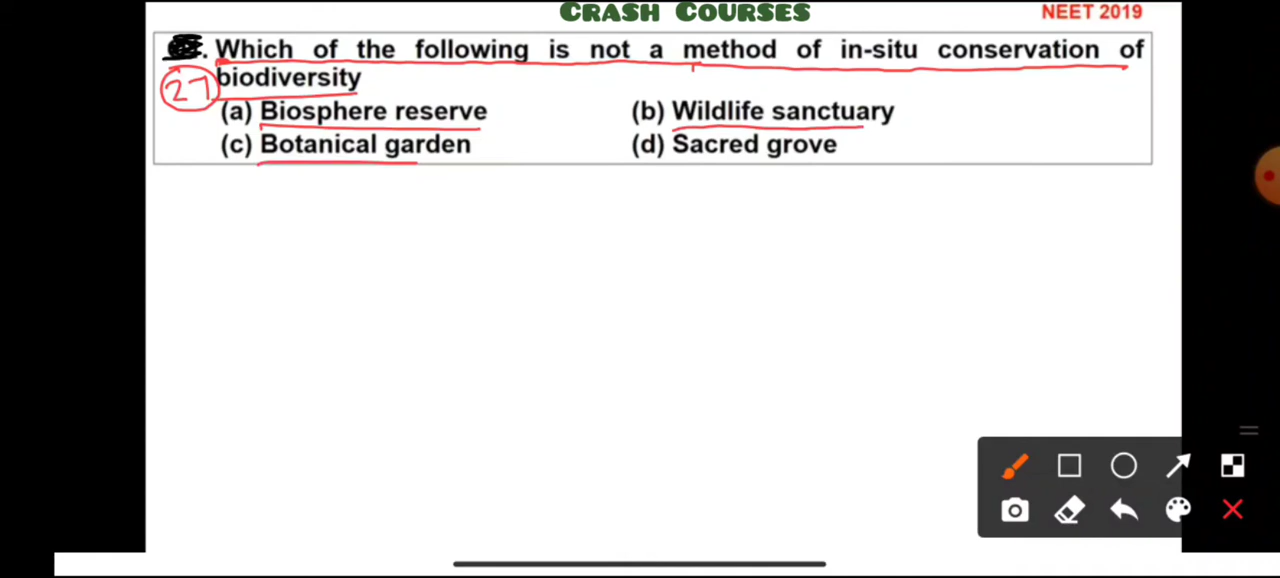 CRASH COURSES
NEET 2019
. Which of the following is not a method of in-situ conservation of
27 biodiversity
(a) Biosphere reserve (b) Wildlife sanctuary
(c) Botanical garden (d) Sacred grove